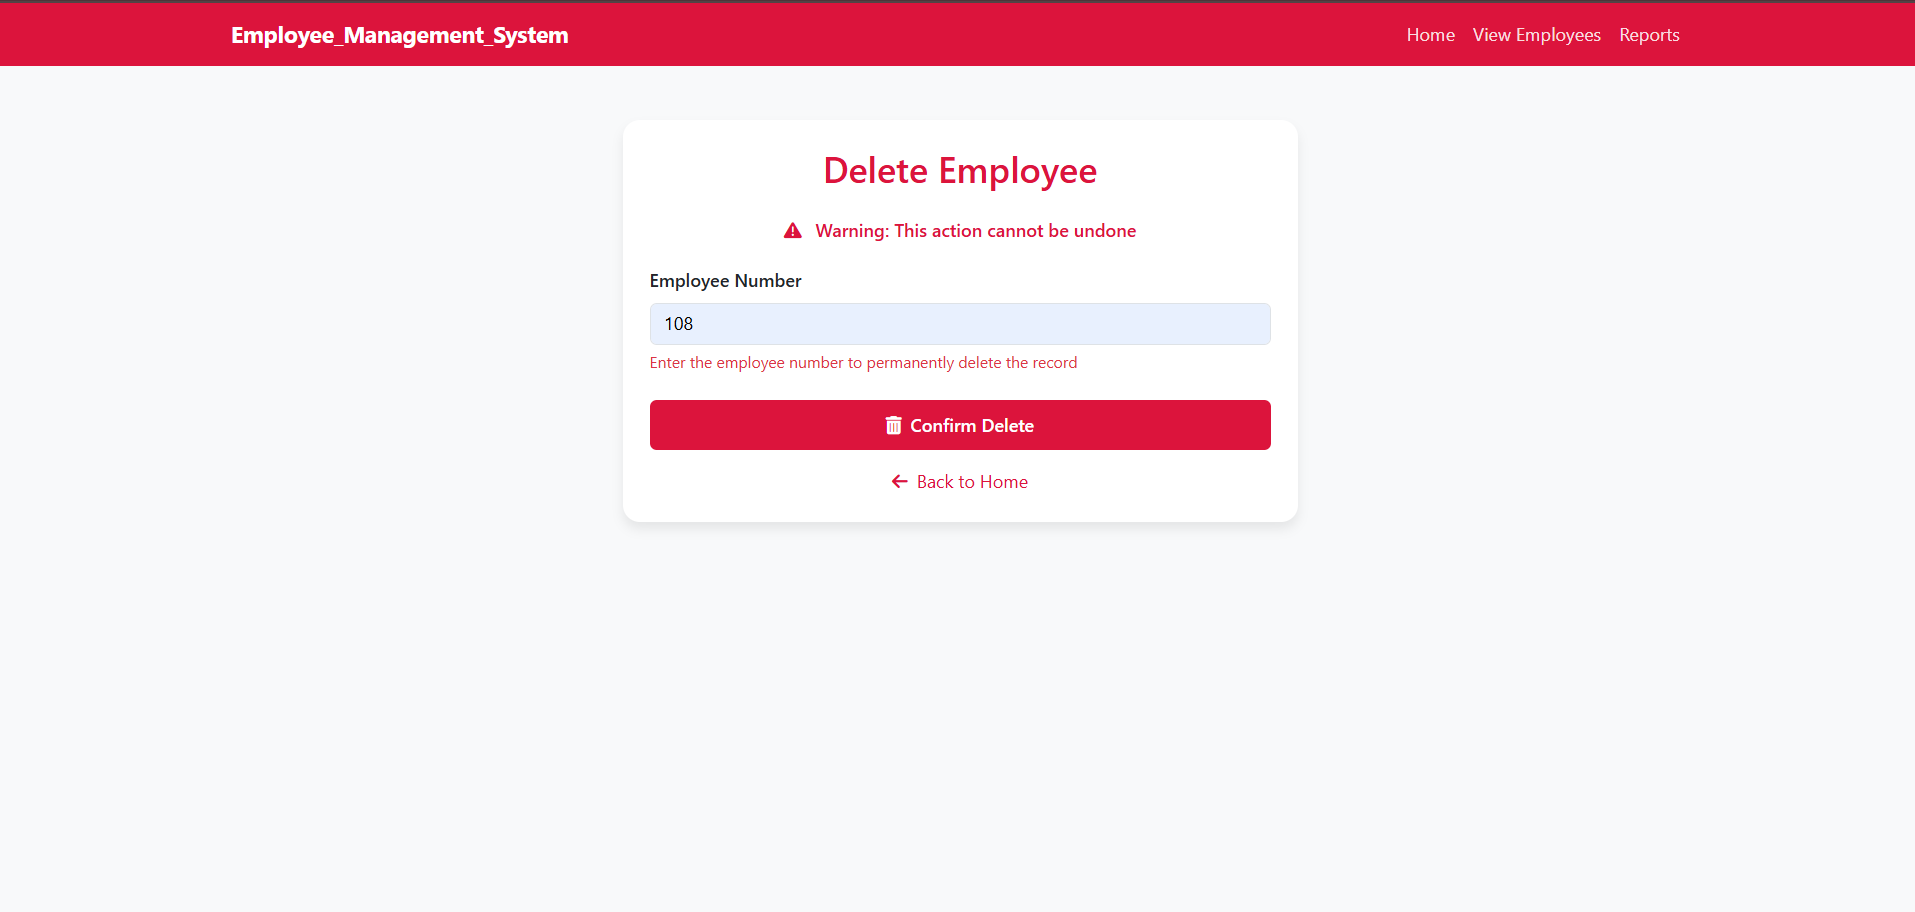 Employee_Management_System
Home View Employees Reports
Delete Employee
Warning: This action cannot be undone
Employee Number
108
Enter the employee number to permanently delete the record
Confirm Delete
Back to Home